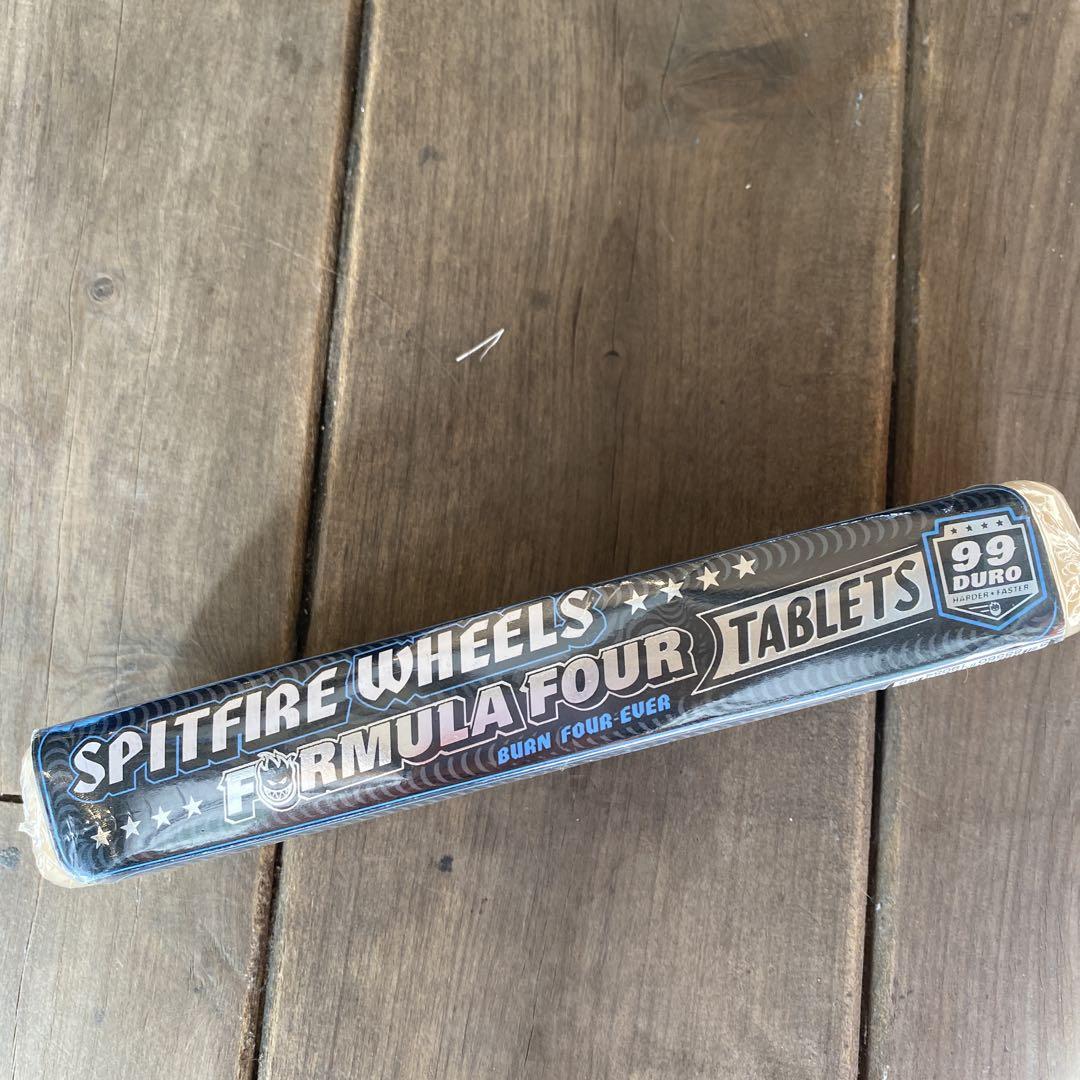 SPITFIRE WHEELS
FORMULA FOUR
TABLETS
BURN FOUR-EVER
99
DURO
HARDER • FASTER